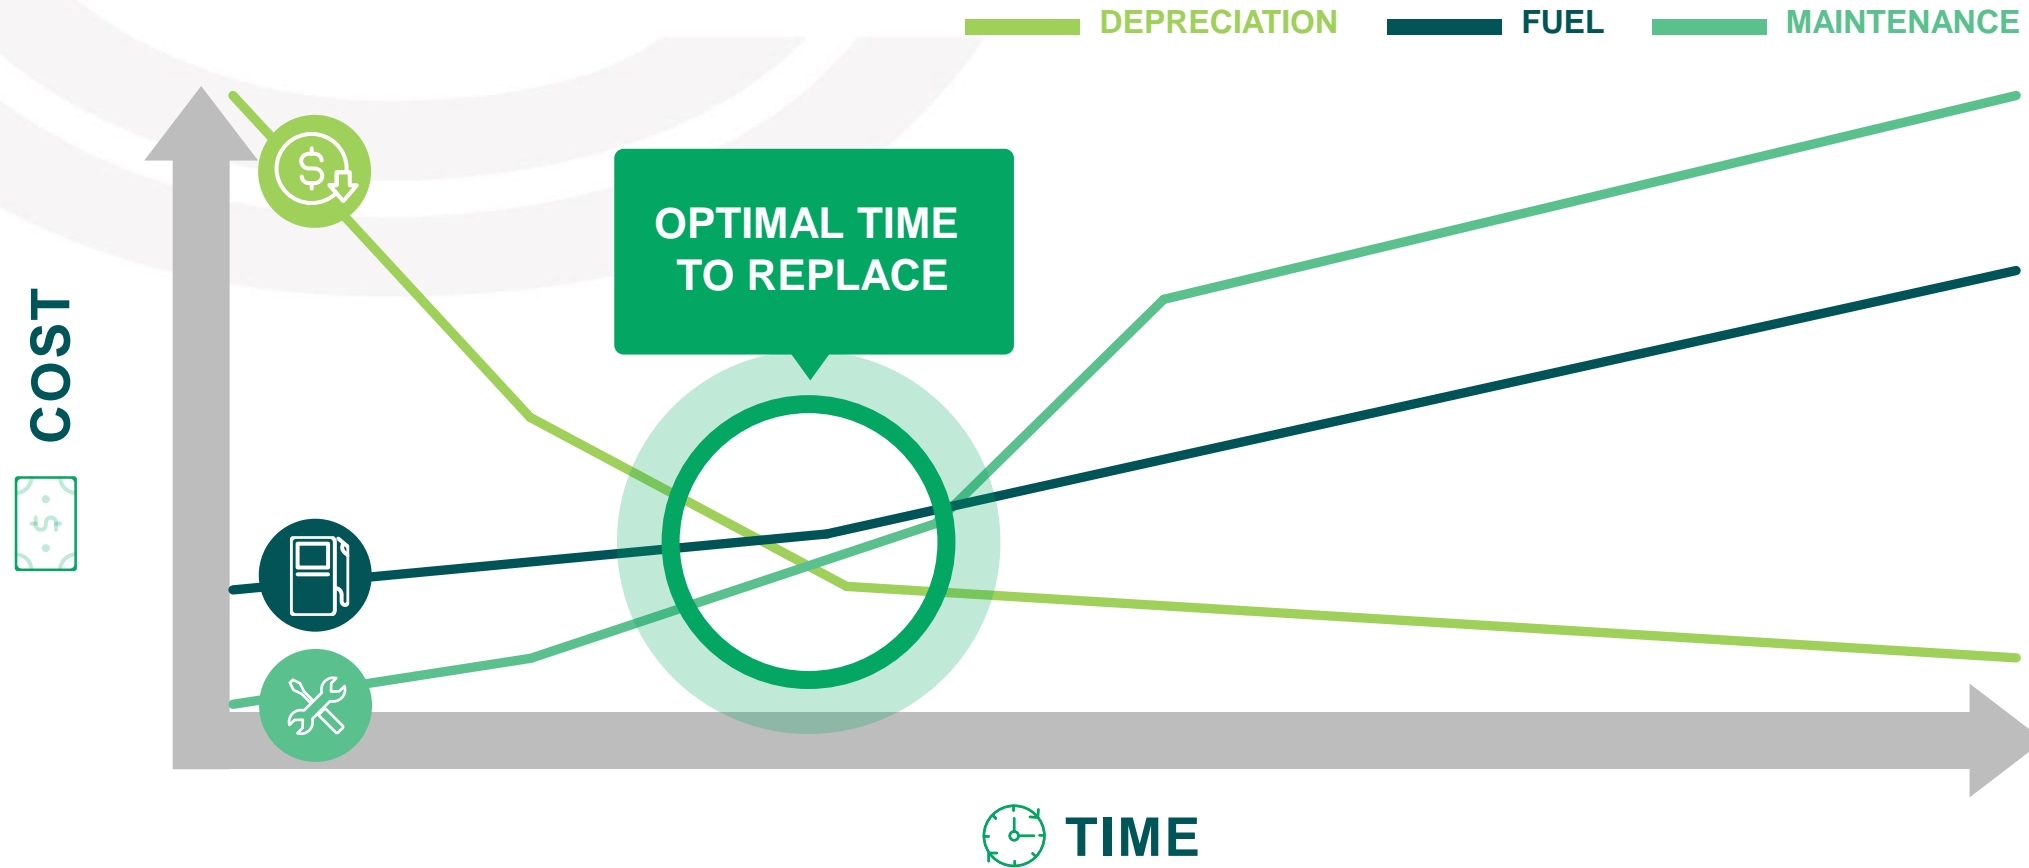 DEPRECIATION
FUEL
MAINTENANCE
$
OPTIMAL TIME
TO REPLACE
COST
$
TIME